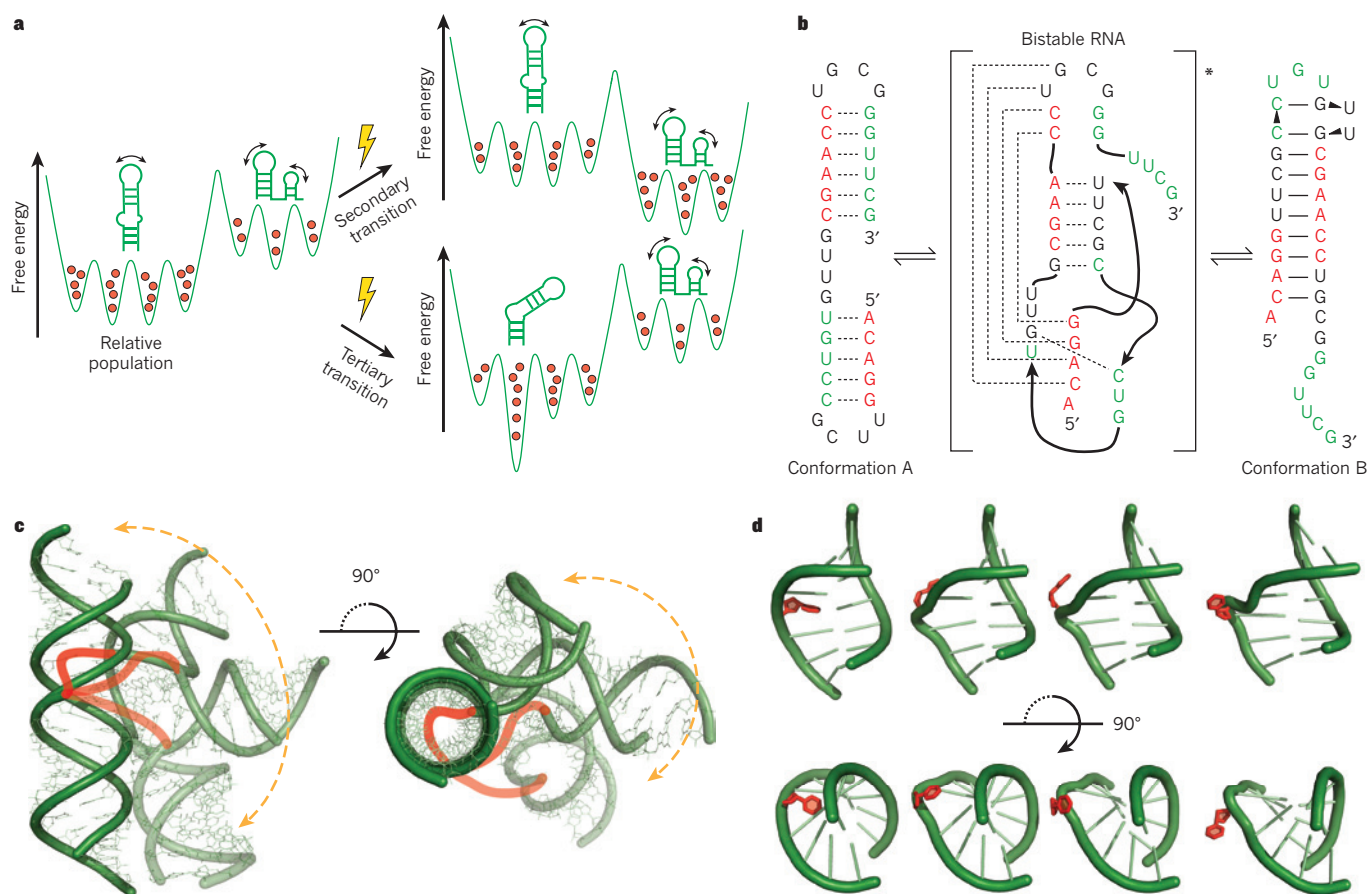 a
Free energy
Relative population
Secondary transition
Tertiary transition
Free energy
Free energy
b
Bistable RNA
*
G C
U G
C G
C G
A U
A U
G C
C G
G 3′
U
U
G 5′
U A
G C
U A
C G
C G
G U
C U
Conformation A
G C
U G
C G
C G
U U C G 3′
A U
A U
G C
C G
G C
U
U G
G G
U A C
C U
A G
5′
G
U U
C G U
C G U
G C
C G
U A
U A
G C
G C
A U
C G
A C
5′ G
G
G
U
U
C
G 3′
Conformation B
c
90°
d
90°